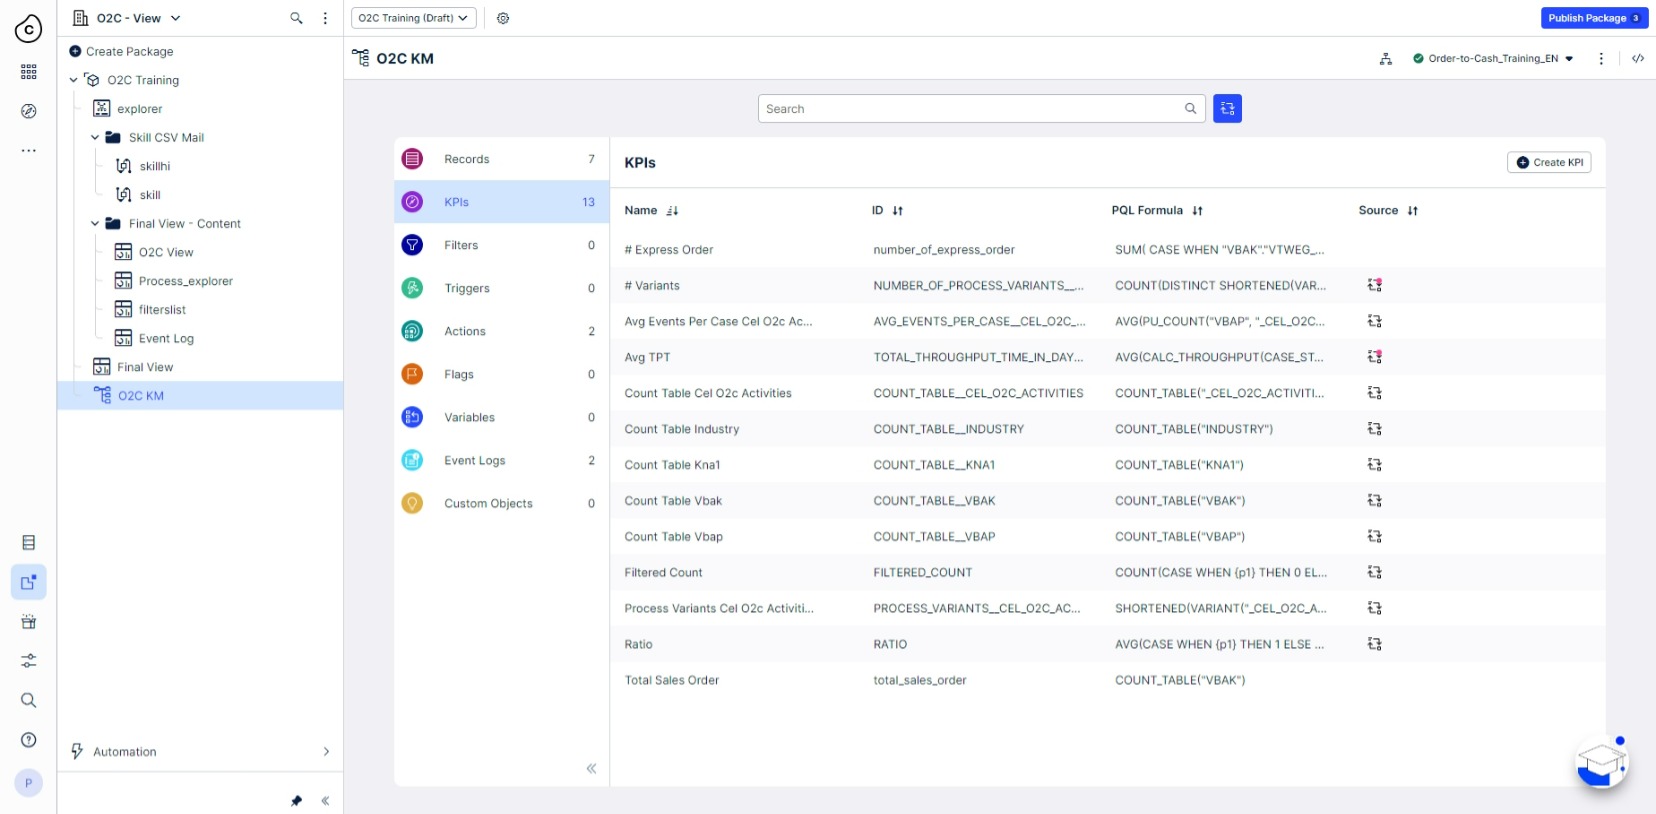 O2C - View
O2C Training (Draft)
Publish Package 3
Create Package
O2C Training
explorer
Skill CSV Mail
skillhi
skill
Final View - Content
O2C View
Process_explorer
filterslist
Event Log
Final View
O2C KM
Automation
P
O2C KM
Order-to-Cash_Training_EN
Search
Records 7
KPIs 13
Filters 0
Triggers 0
Actions 2
Flags 0
Variables 0
Event Logs 2
Custom Objects 0
KPIs
Create KPI
Name ID PQL Formula Source
# Express Order number_of_express_order SUM( CASE WHEN "VBAK"."VTWEG_...
# Variants NUMBER_OF_PROCESS_VARIANTS__... COUNT(DISTINCT SHORTENED(VAR...
Avg Events Per Case Cel O2c Ac... AVG_EVENTS_PER_CASE__CEL_O2C_... AVG(PU_COUNT("VBAP", "_CEL_O2C...
Avg TPT TOTAL_THROUGHPUT_TIME_IN_DAY... AVG(CALC_THROUGHPUT(CASE_ST...
Count Table Cel O2c Activities COUNT_TABLE__CEL_O2C_ACTIVITIES COUNT_TABLE("_CEL_O2C_ACTIVITI...
Count Table Industry COUNT_TABLE__INDUSTRY COUNT_TABLE("INDUSTRY")
Count Table Kna1 COUNT_TABLE__KNA1 COUNT_TABLE("KNA1")
Count Table Vbak COUNT_TABLE__VBAK COUNT_TABLE("VBAK")
Count Table Vbap COUNT_TABLE__VBAP COUNT_TABLE("VBAP")
Filtered Count FILTERED_COUNT COUNT(CASE WHEN {p1} THEN 0 EL...
Process Variants Cel O2c Activiti... PROCESS_VARIANTS__CEL_O2C_AC... SHORTENED(VARIANT("_CEL_O2C_A...
Ratio RATIO AVG(CASE WHEN {p1} THEN 1 ELSE ...
Total Sales Order total_sales_order COUNT_TABLE("VBAK")